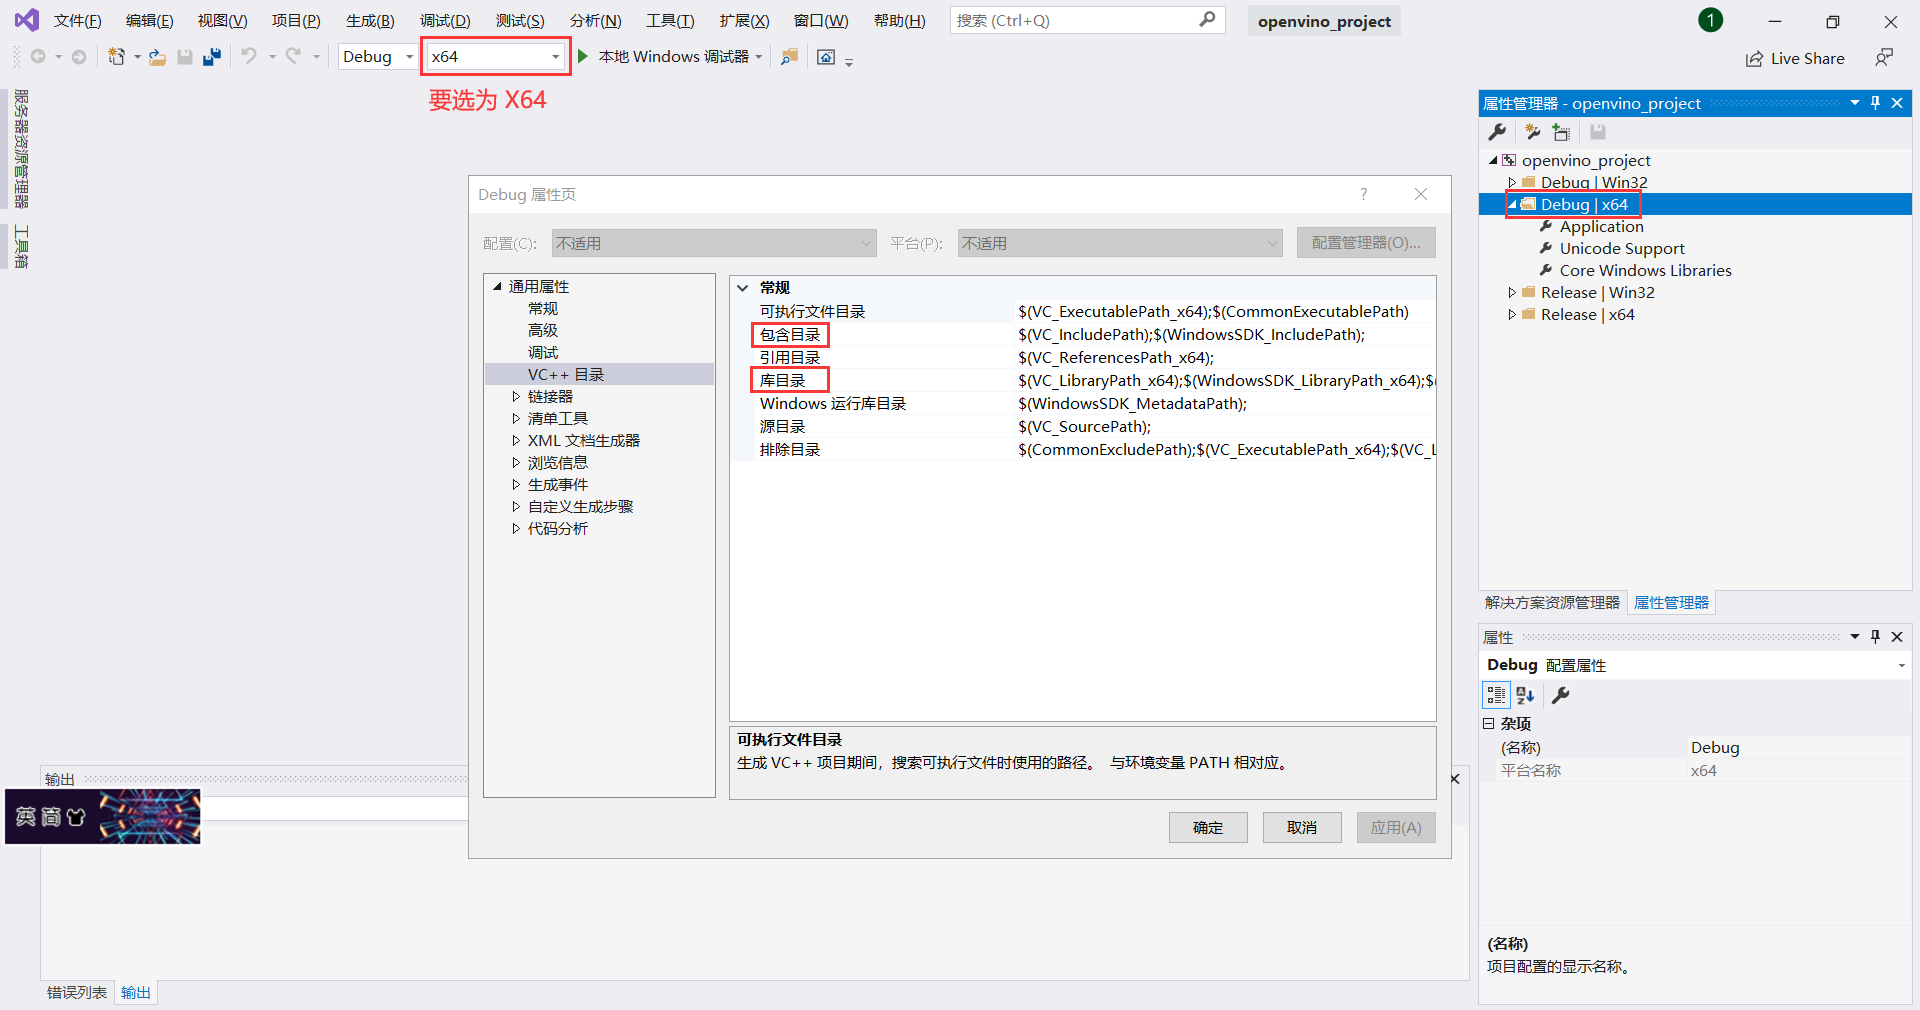 文件(F) 编辑(E) 视图(V) 项目(P) 生成(B) 调试(D) 测试(S) 分析(N) 工具(T) 扩展(X) 窗口(W) 帮助(H) 搜索 (Ctrl+Q) openvino_project 1
Debug x64 本地 Windows 调试器 Live Share
要选为 X64
服务器资源管理器
工具箱
属性管理器 - openvino_project
openvino_project
Debug | Win32
Debug | x64
Application
Unicode Support
Core Windows Libraries
Release | Win32
Release | x64
解决方案资源管理器 属性管理器
Debug 属性页 ?
配置(C): 不适用 平台(P): 不适用 配置管理器(O)...
通用属性
常规
高级
调试
VC++ 目录
链接器
清单工具
XML 文档生成器
浏览信息
生成事件
自定义生成步骤
代码分析
常规
可执行文件目录 $(VC_ExecutablePath_x64);$(CommonExecutablePath)
包含目录 $(VC_IncludePath);$(WindowsSDK_IncludePath);
引用目录 $(VC_ReferencesPath_x64);
库目录 $(VC_LibraryPath_x64);$(WindowsSDK_LibraryPath_x64);$(
Windows 运行库目录 $(WindowsSDK_MetadataPath);
源目录 $(VC_SourcePath);
排除目录 $(CommonExcludePath);$(VC_ExecutablePath_x64);$(VC_L
可执行文件目录
生成 VC++ 项目期间，搜索可执行文件时使用的路径。 与环境变量 PATH 相对应。
确定 取消 应用(A)
属性
Debug 配置属性
杂项
(名称) Debug
平台名称 x64
(名称)
项目配置的显示名称。
输出
英 简
错误列表 输出